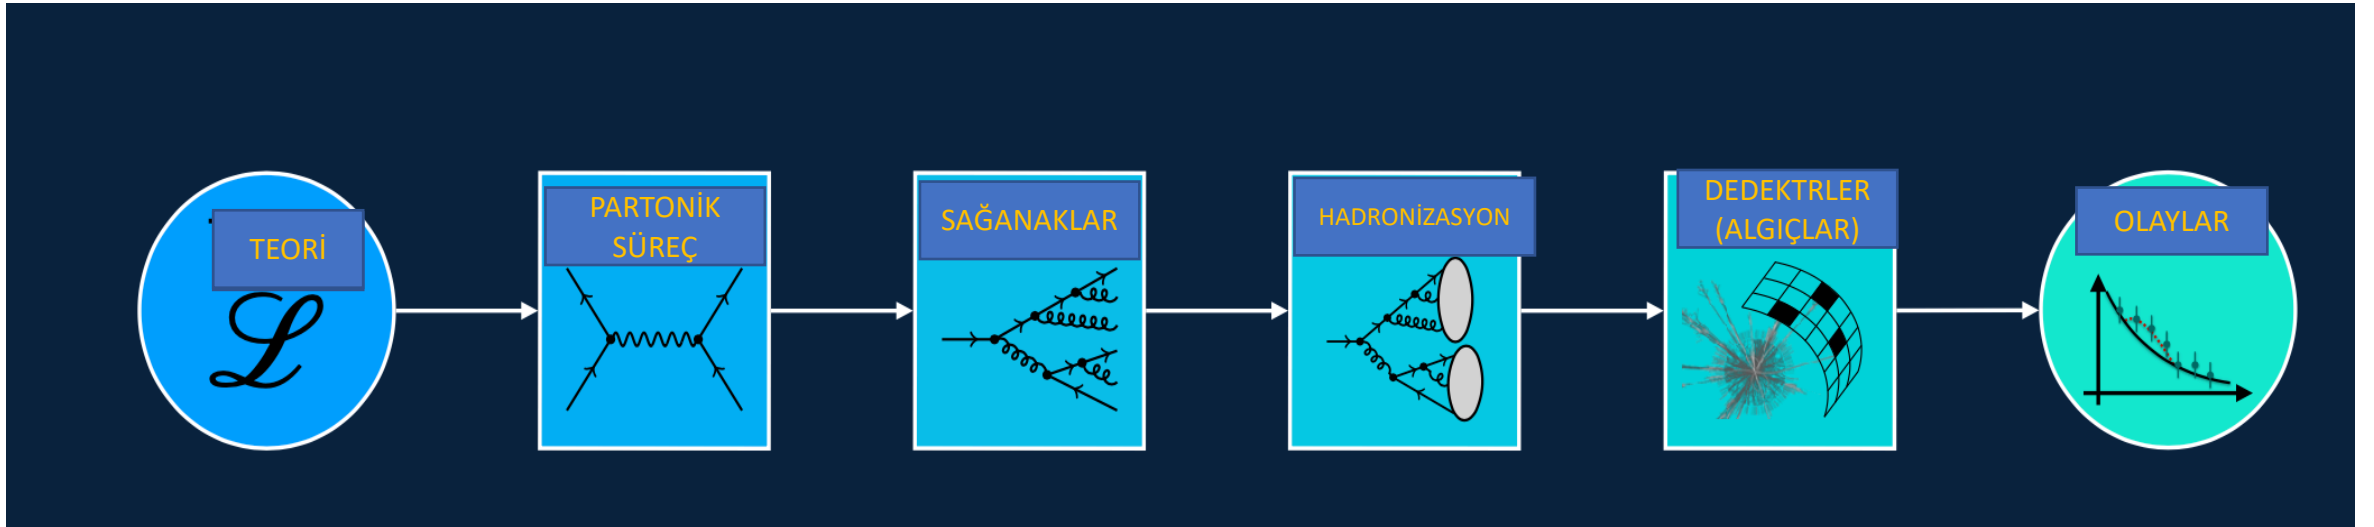 TEORİ
PARTONİK
SÜREÇ
SAĞANAKLAR
HADRONİZASYON
DEDEKTRLER
(ALGIÇLAR)
OLAYLAR
ℒ